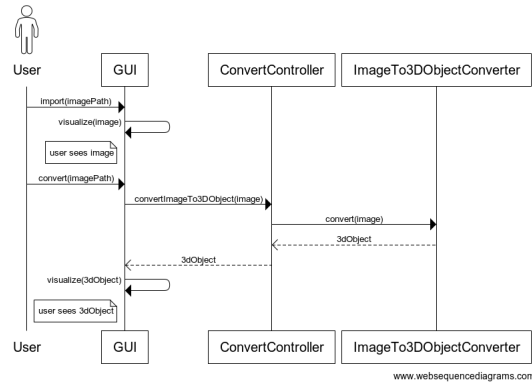 User
GUI
ConvertController
ImageTo3DObjectConverter
import(imagePath)
visualize(image)
user sees image
convert(imagePath)
convertImageTo3DObject(image)
convert(image)
3dObject
3dObject
visualize(3dObject)
user sees 3dObject
User
GUI
ConvertController
ImageTo3DObjectConverter
www.websequencediagrams.com